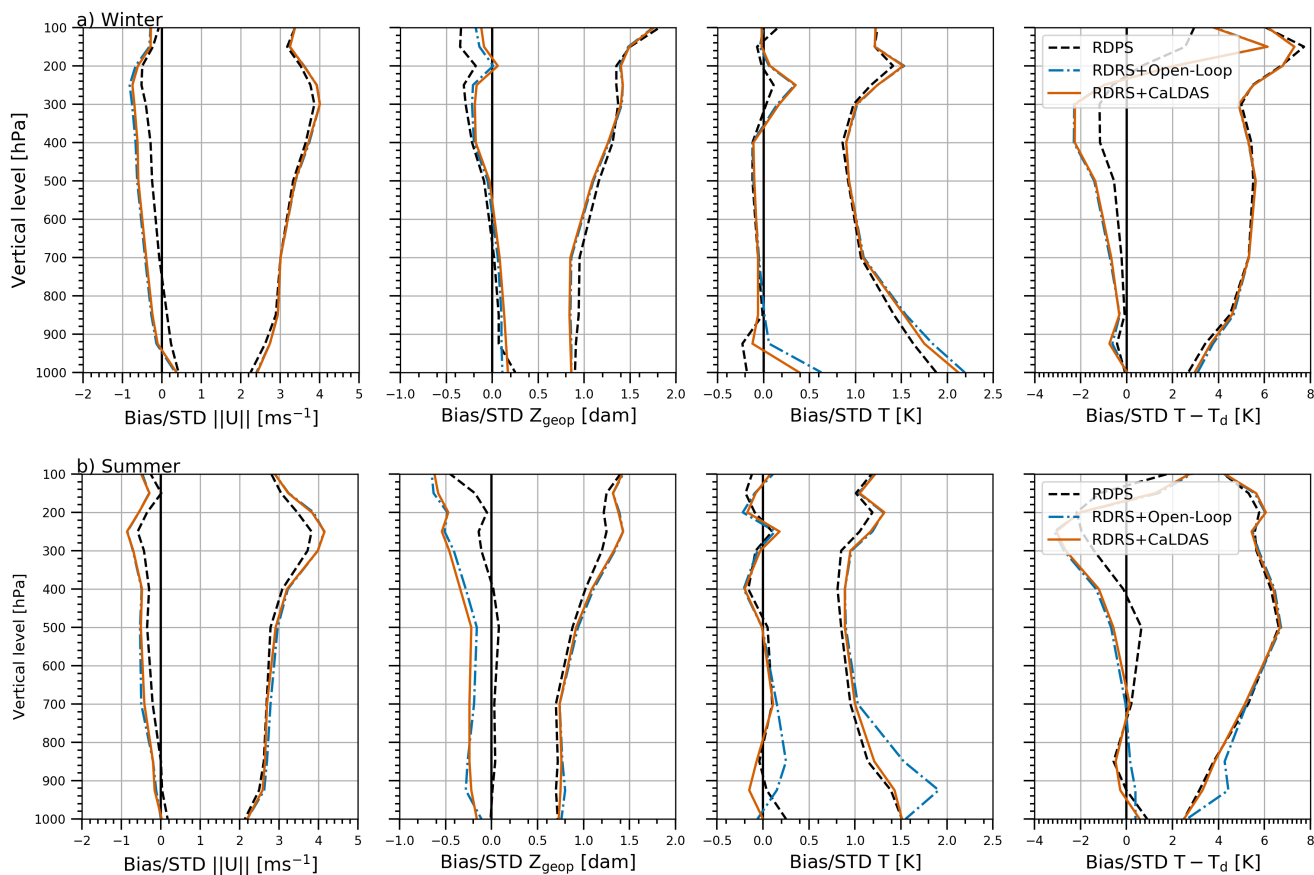 a) Winter
Vertical level [hPa]
100
200
300
400
600
700
800
900
1000
−2 −1 0 1 2 3 4 5
Bias/STD ||U|| [ms⁻¹]
−1.0 −0.5 0.0 0.5 1.0 1.5 2.0
Bias/STD Z_geop [dam]
−0.5 0.0 0.5 1.0 1.5 2.0 2.5
Bias/STD T [K]
RDPS
RDRS+Open-Loop
RDRS+CaLDAS
−4 −2 0 2 4 6 8
Bias/STD T − T_d [K]
b) Summer
Vertical level [hPa]
100
200
300
400
500
600
700
800
900
1000
−2 −1 0 1 2 3 4 5
Bias/STD ||U|| [ms⁻¹]
−1.0 −0.5 0.0 0.5 1.0 1.5 2.0
Bias/STD Z_geop [dam]
−0.5 0.0 0.5 1.0 1.5 2.0 2.5
Bias/STD T [K]
RDPS
RDRS+Open-Loop
RDRS+CaLDAS
−4 −2 0 2 4 6 8
Bias/STD T − T_d [K]